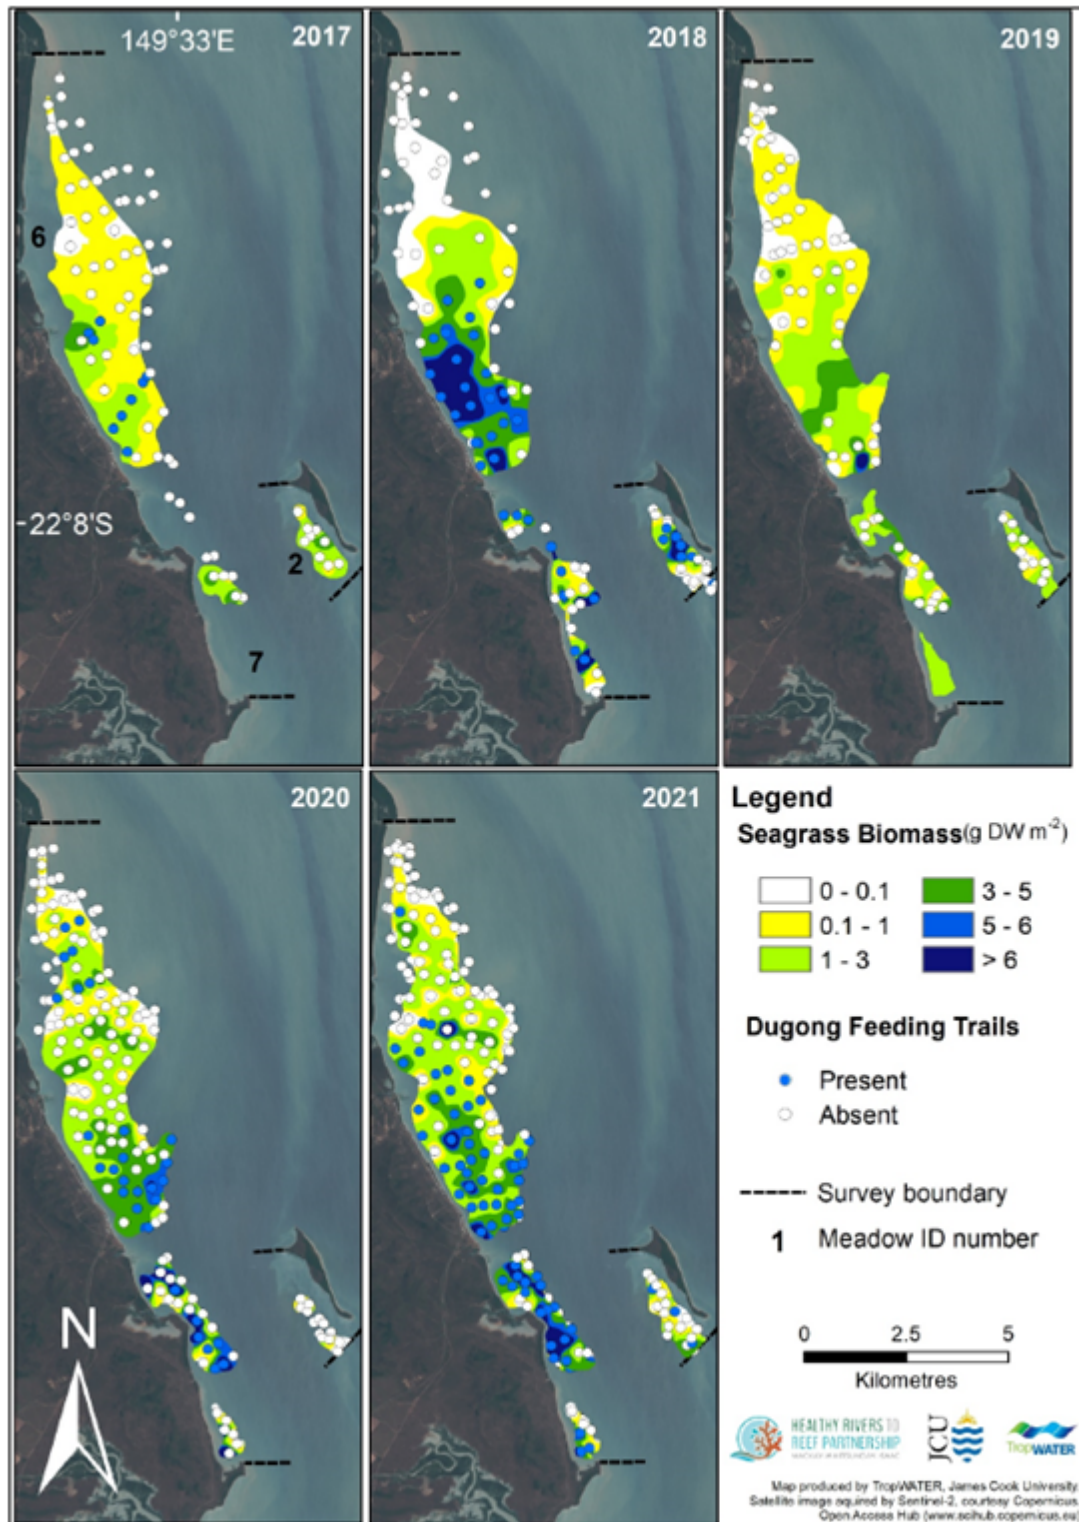 149°33'E
2017
2018
2019
6
22°8'S
2
7
2020
2021
Legend
Seagrass Biomass(g DW m⁻²)
0 - 0.1
3 - 5
0.1 - 1
5 - 6
1 - 3
> 6
Dugong Feeding Trails
Present
Absent
Survey boundary
1 Meadow ID number
N
0 2.5 5
Kilometres
HEALTHY RIVERS TO
REEF PARTNERSHIP
JCU
TropWATER
Map produced by TropWATER, James Cook University.
Satellite image aquired by Sentinel-2, courtesy Copernicus
Open Access Hub (www.scihub.copernicus.eu)